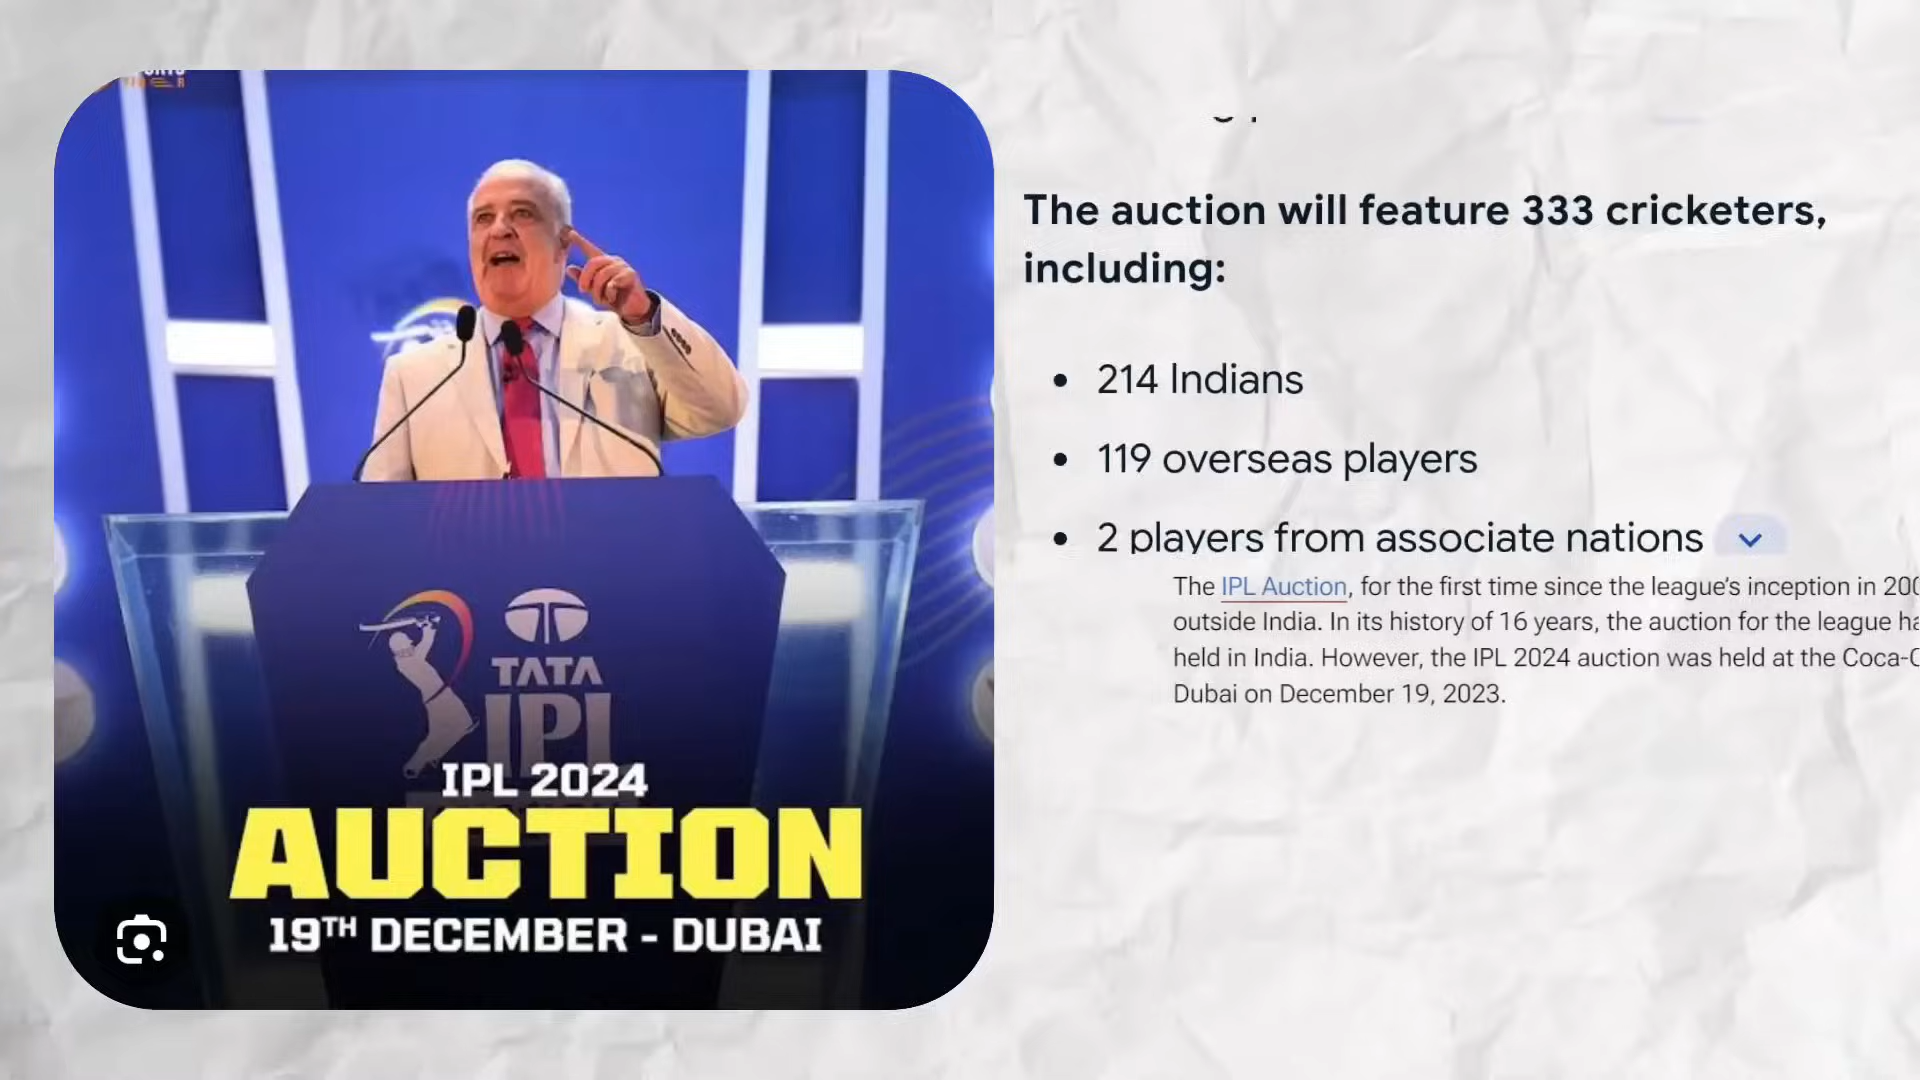 TATA
IPL
IPL 2024
AUCTION
19TH DECEMBER - DUBAI
The auction will feature 333 cricketers,
including:
• 214 Indians
• 119 overseas players
• 2 players from associate nations
The IPL Auction, for the first time since the league's inception in
outside India. In its history of 16 years, the auction for the league
held in India. However, the IPL 2024 auction was held at the
Dubai on December 19, 2023.